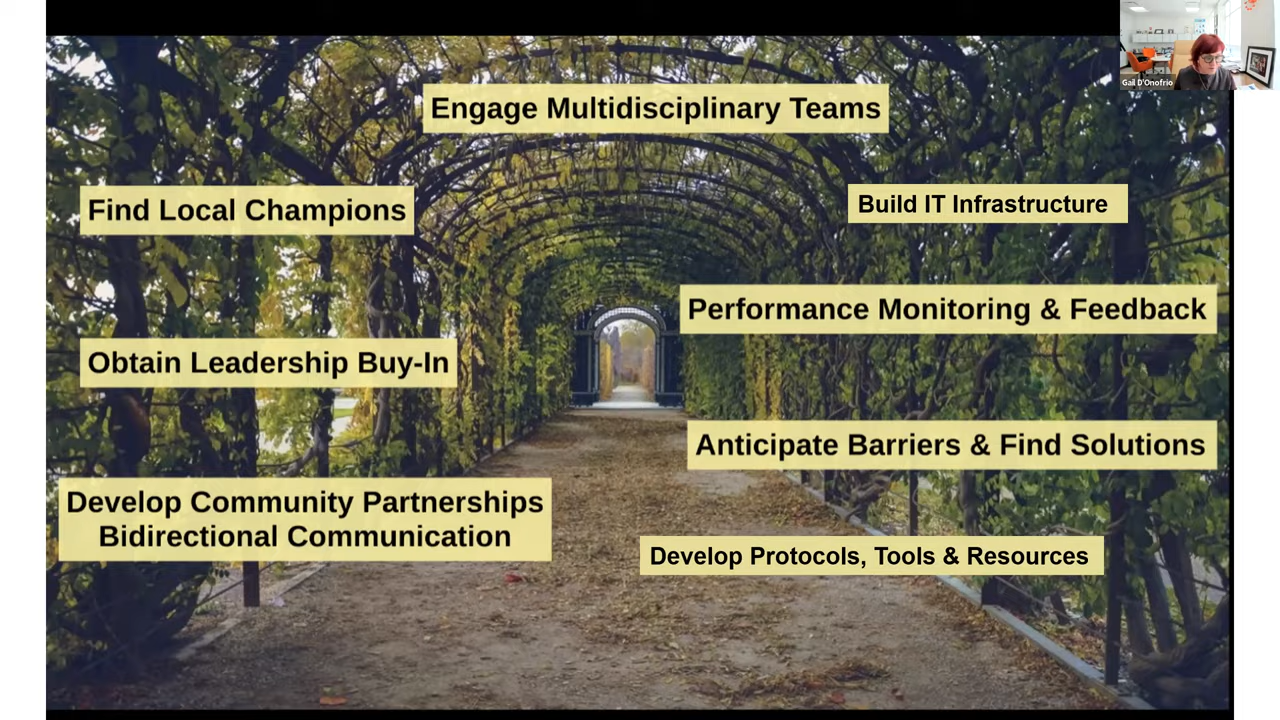 Gail D'Onofrio
Engage Multidisciplinary Teams
Find Local Champions
Build IT Infrastructure
Performance Monitoring & Feedback
Obtain Leadership Buy-In
Anticipate Barriers & Find Solutions
Develop Community Partnerships
Bidirectional Communication
Develop Protocols, Tools & Resources